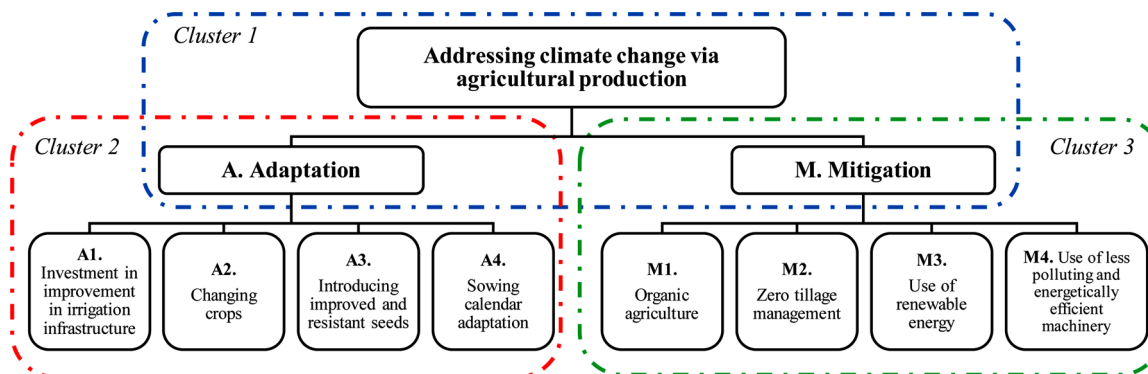 Cluster 1
Addressing climate change via
agricultural production
Cluster 2
Cluster 3
A. Adaptation
M. Mitigation
A1.
Investment in
improvement
in irrigation
infrastructure
A2.
Changing
crops
A3.
Introducing
improved and
resistant seeds
A4.
Sowing
calendar
adaptation
M1.
Organic
agriculture
M2.
Zero tillage
management
M3.
Use of
renewable
energy
M4. Use of less
polluting and
energetically
efficient
machinery